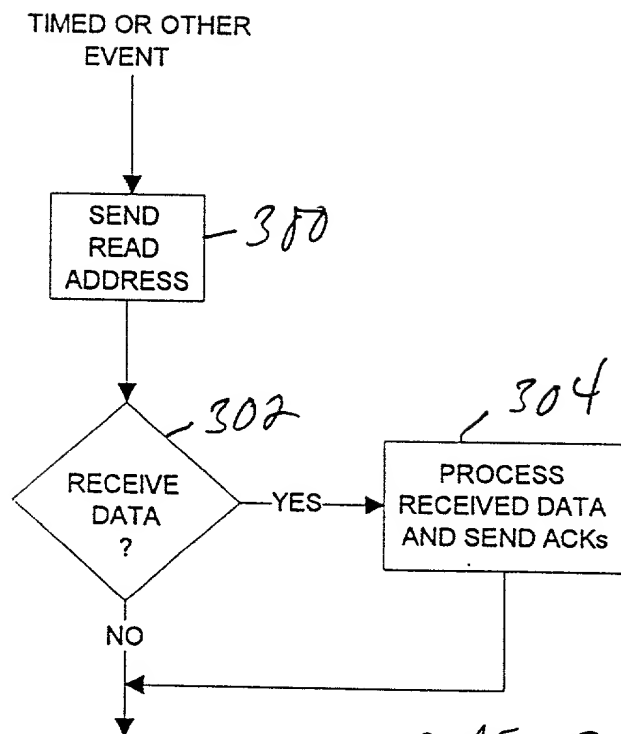 TIMED OR OTHER
EVENT
SEND
READ
ADDRESS
300
302
RECEIVE
DATA
?
YES
304
PROCESS
RECEIVED DATA
AND SEND ACKs
NO